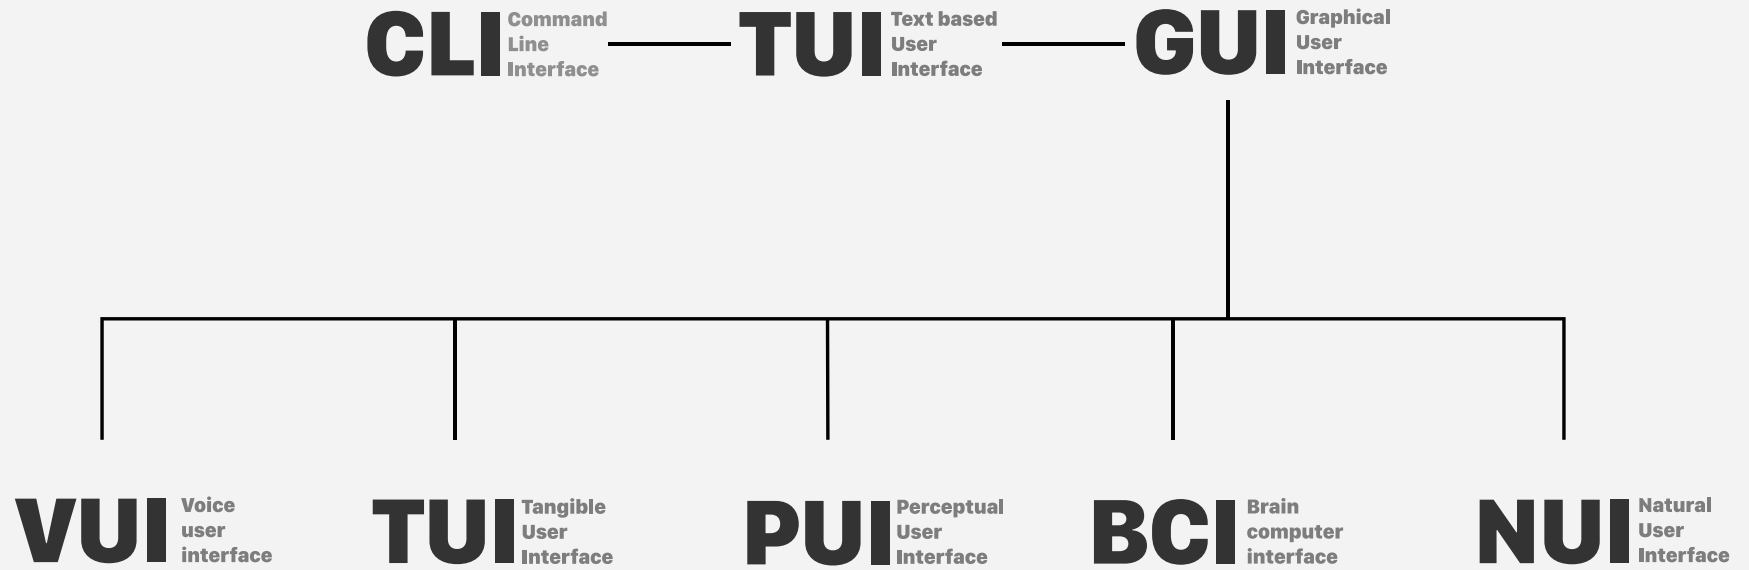 CLI
Command
Line
Interface
TUI
Text based
User
Interface
GUI
Graphical
User
Interface
VUI
Voice
user
interface
TUI
Tangible
User
Interface
PUI
Perceptual
User
Interface
BCI
Brain
computer
interface
NUI
Natural
User
Interface